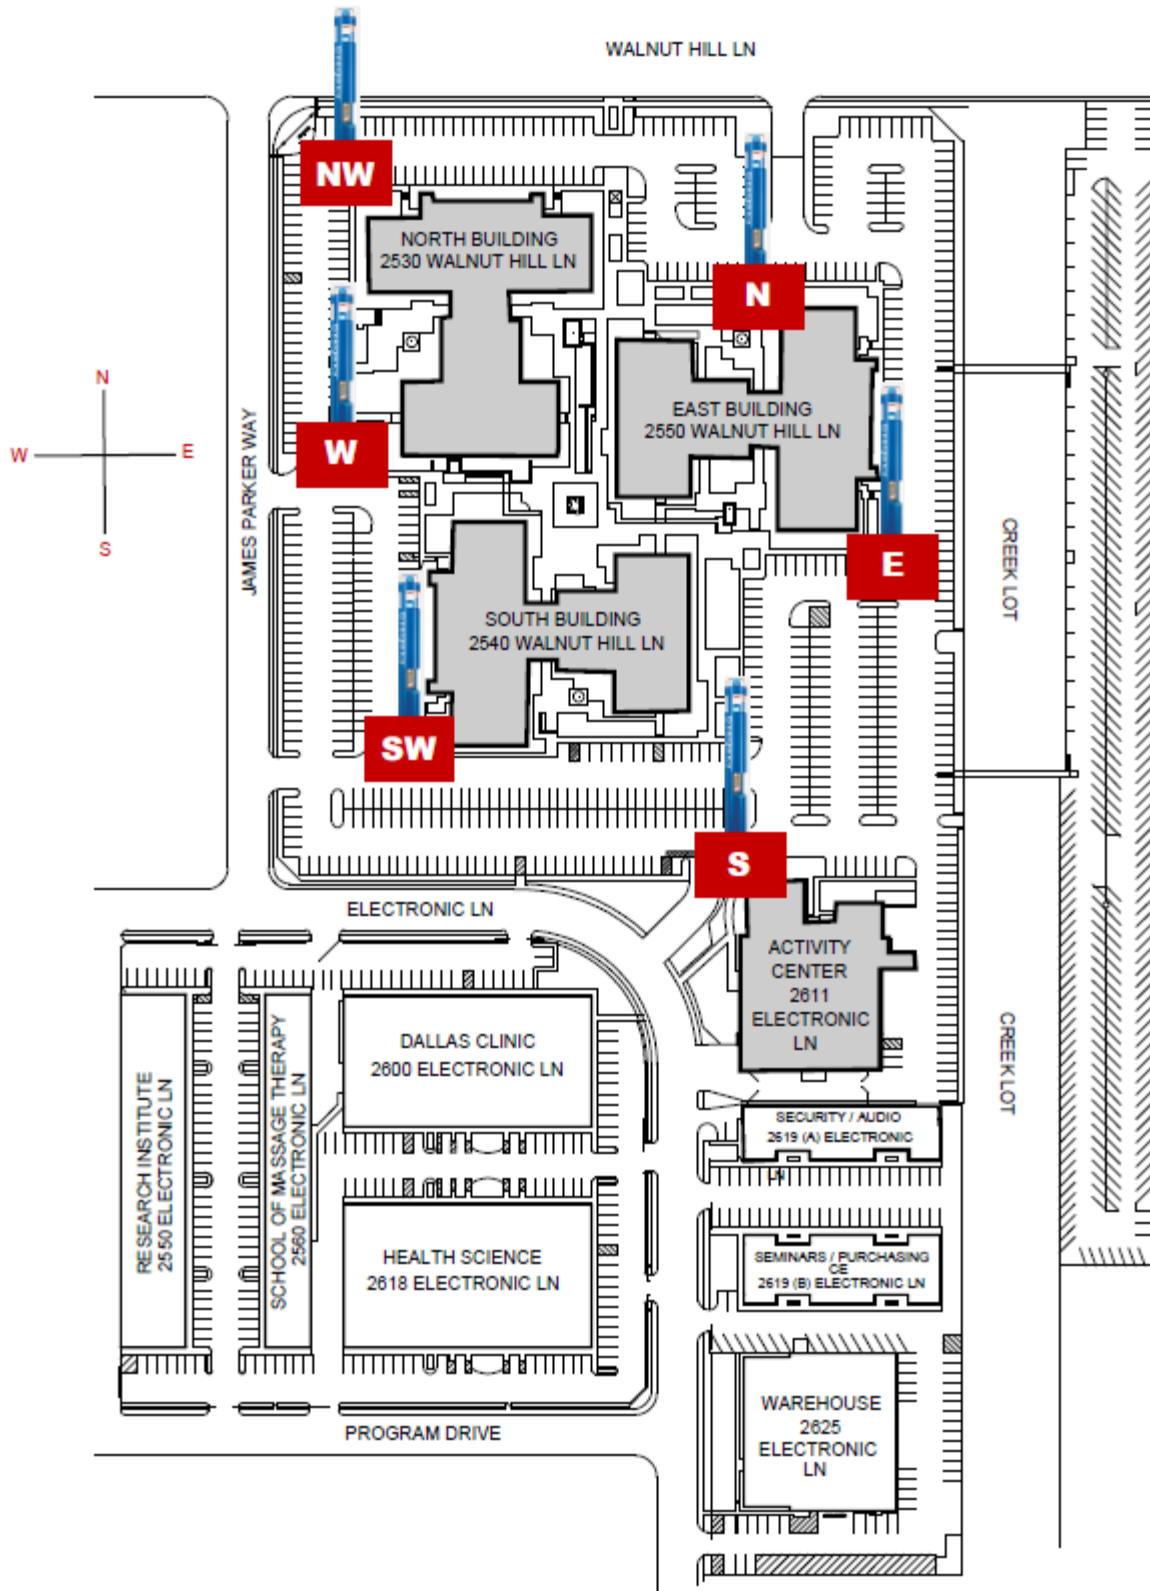 WALNUT HILL LN
NW
NORTH BUILDING
2530 WALNUT HILL LN
N
W
EAST BUILDING
2550 WALNUT HILL LN
N
W
E
S
JAMES PARKER WAY
E
CREEK LOT
SOUTH BUILDING
2540 WALNUT HILL LN
SW
S
ELECTRONIC LN
ACTIVITY
CENTER
2611
ELECTRONIC
LN
CREEK LOT
DALLAS CLINIC
2600 ELECTRONIC LN
RESEARCH INSTITUTE
2550 ELECTRONIC LN
SCHOOL OF MASSAGE THERAPY
2560 ELECTRONIC LN
SECURITY / AUDIO
2619 (A) ELECTRONIC
LN
HEALTH SCIENCE
2618 ELECTRONIC LN
SEMINARS / PURCHASING
CE
2619 (B) ELECTRONIC LN
WAREHOUSE
2625
ELECTRONIC
LN
PROGRAM DRIVE